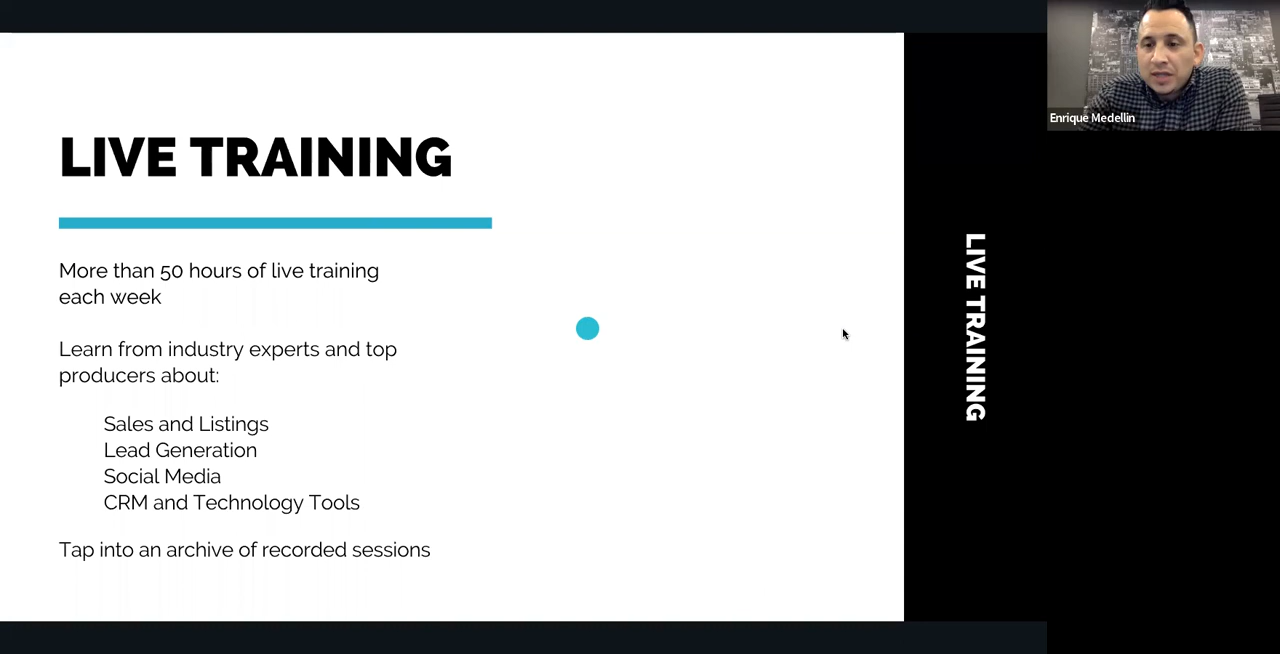 LIVE TRAINING
More than 50 hours of live training
each week
Learn from industry experts and top
producers about:
Sales and Listings
Lead Generation
Social Media
CRM and Technology Tools
Tap into an archive of recorded sessions
LIVE TRAINING
Enrique Medellin